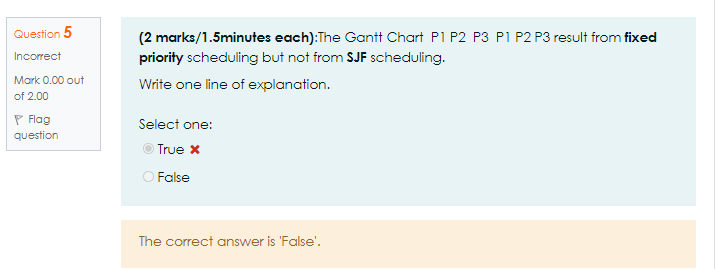 Question 5
Incorrect
Mark 0.00 out
of 2.00
Flag
question
(2 marks/1.5minutes each):The Gantt Chart P1 P2 P3 P1 P2 P3 result from fixed
priority scheduling but not from SJF scheduling.
Write one line of explanation.
Select one:
True
False
The correct answer is 'False'.